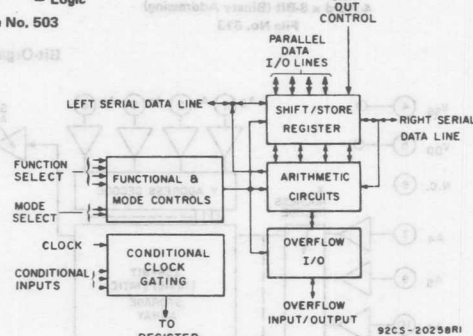 – Logic
No. 503
OUT
CONTROL
PARALLEL
DATA
I/O LINES
LEFT SERIAL DATA LINE
SHIFT/STORE
REGISTER
RIGHT SERIAL
DATA LINE
FUNCTION
SELECT
FUNCTIONAL &
MODE CONTROLS
ARITHMETIC
CIRCUITS
MODE
SELECT
CLOCK
CONDITIONAL
INPUTS
CONDITIONAL
CLOCK
GATING
OVERFLOW
I/O
TO
REGISTER
OVERFLOW
INPUT/OUTPUT
92CS-20258R1